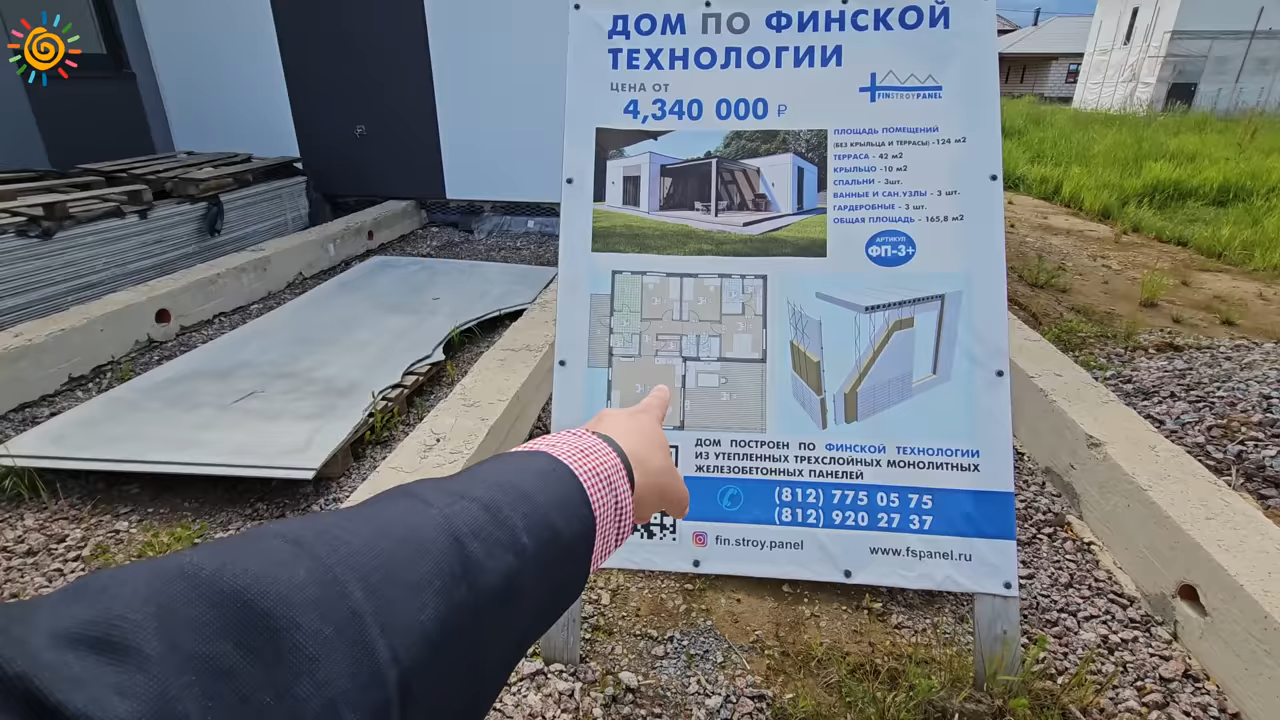 ДОМ ПО ФИНСКОЙ
ТЕХНОЛОГИИ
ЦЕНА ОТ
4,340 000 ₽
FINSTROYPANEL
ПЛОЩАДЬ ПОМЕЩЕНИЙ
(БЕЗ КРЫЛЬЦА И ТЕРРАСЫ) -124 м2
ТЕРРАСА - 42 м2
КРЫЛЬЦО -10 м2
СПАЛЬНИ - 3шт.
ВАННЫЕ И САН.УЗЛЫ - 3 шт.
ГАРДЕРОБНЫЕ - 3 шт.
ОБЩАЯ ПЛОЩАДЬ - 165,8 м2
АРТИКУЛ
ФП-3+
ДОМ ПОСТРОЕН ПО ФИНСКОЙ ТЕХНОЛОГИИ
ИЗ УТЕПЛЕННЫХ ТРЕХСЛОЙНЫХ МОНОЛИТНЫХ
ЖЕЛЕЗОБЕТОННЫХ ПАНЕЛЕЙ
(812) 775 05 75
(812) 920 27 37
fin.stroy.panel
www.fspanel.ru